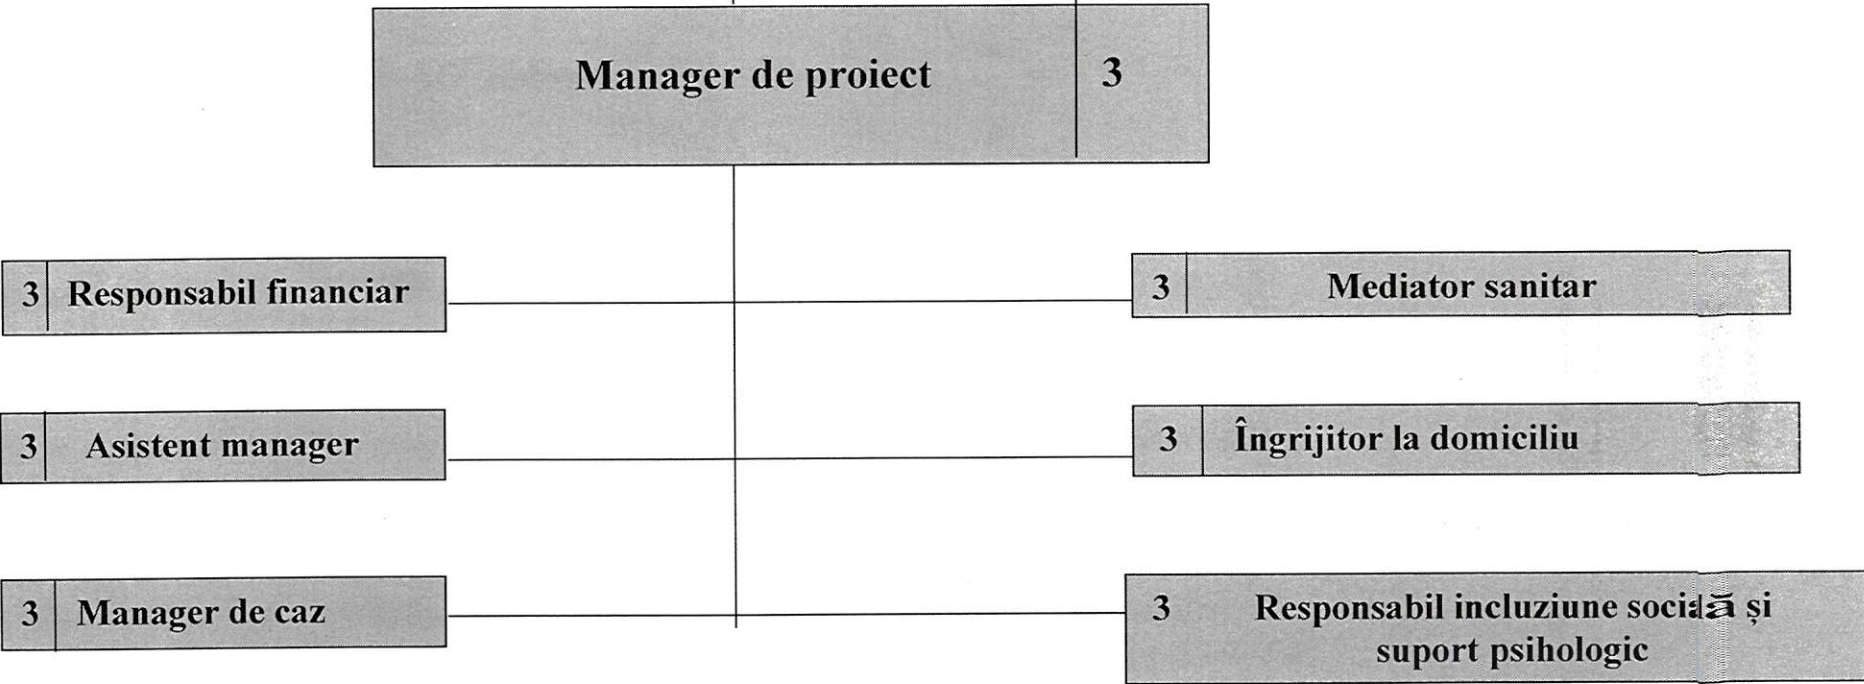 Manager de proiect 3
3 Responsabil financiar
3 Mediator sanitar
3 Asistent manager
3 Îngrijitor la domiciliu
3 Manager de caz
3 Responsabil incluziune socială și
suport psihologic